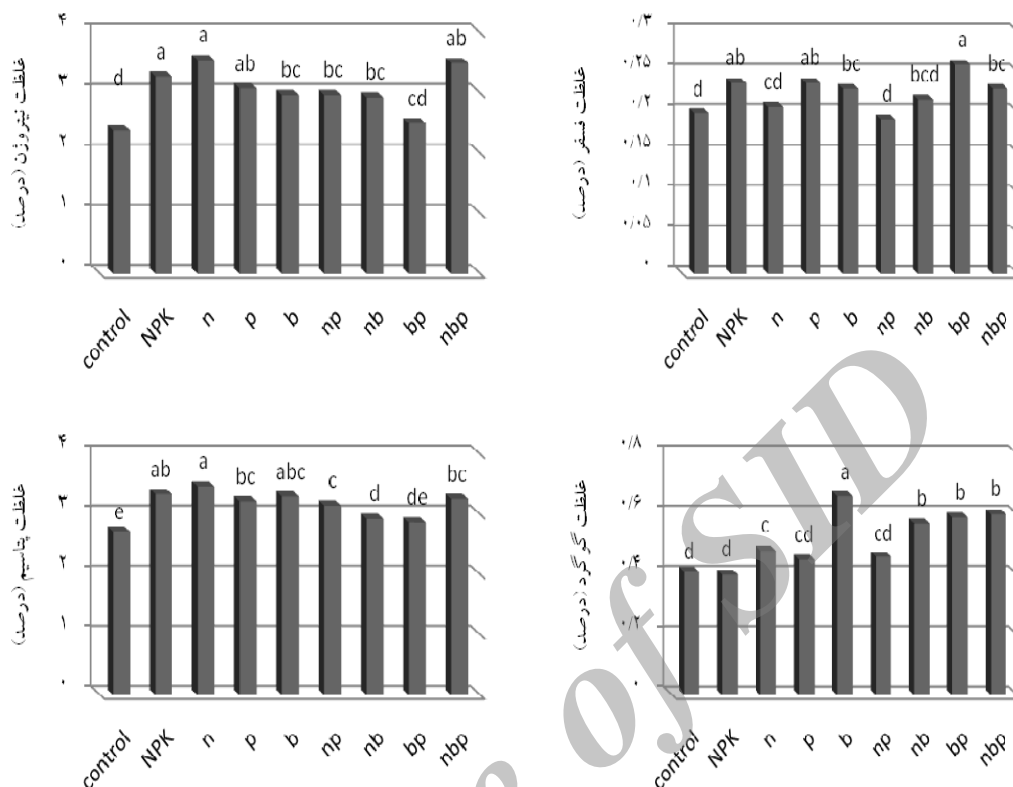 غلظت نیتروژن (درصد)
۴
۳
۲
۱
۰
d a a ab bc bc bc cd ab
control NPK n p b np nb bp nbp
غلظت فسفر (درصد)
۰/۳
۰/۲۵
۰/۲
۰/۱۵
۰/۱
۰/۰۵
۰
d ab cd ab bc d bcd a bc
control NPK n p b np nb bp nbp
غلظت پتاسیم (درصد)
۴
۳
۲
۱
۰
e ab a bc abc c d de bc
control NPK n p b np nb bp nbp
غلظت گوگرد (درصد)
۰/۸
۰/۶
۰/۴
۰/۲
۰
d d c cd a cd b b b
control NPK n p b np nb bp nbp
of SID